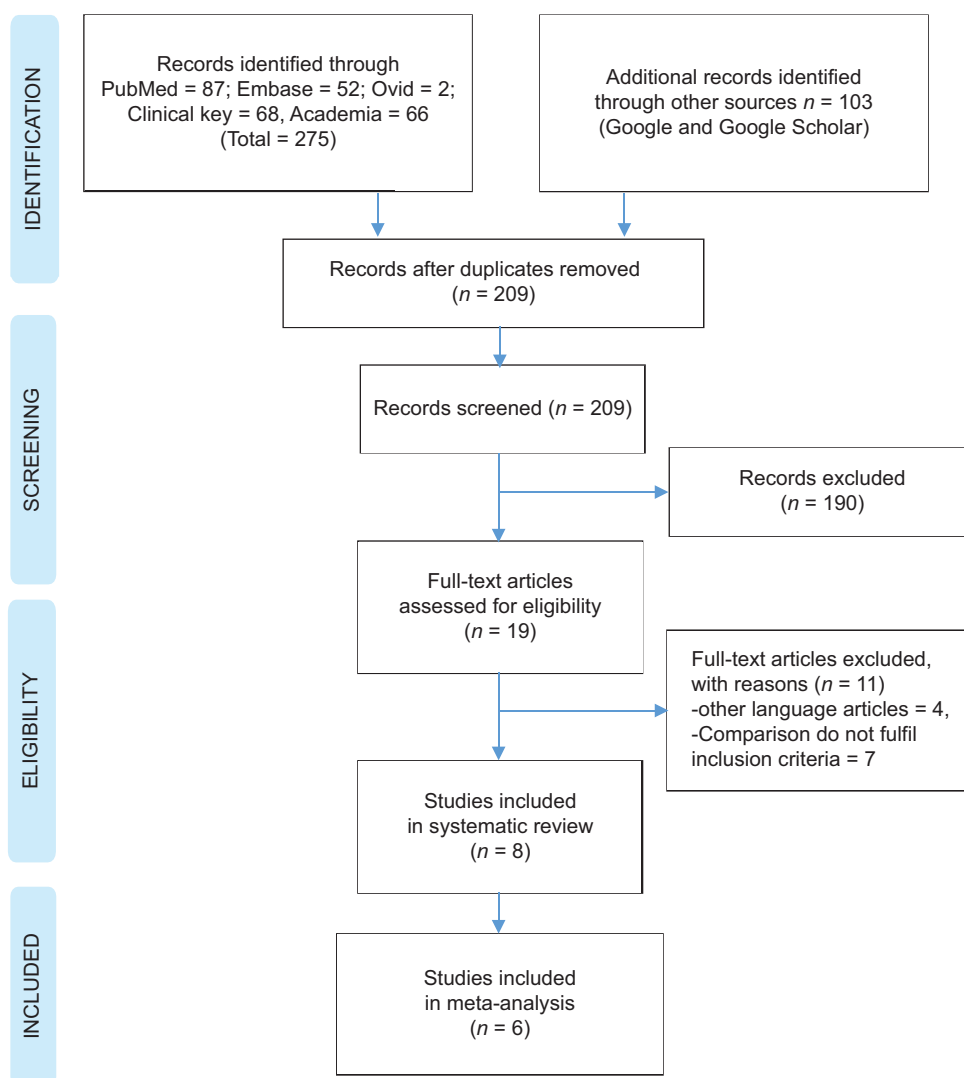 IDENTIFICATION
Records identified through
PubMed = 87; Embase = 52; Ovid = 2;
Clinical key = 68, Academia = 66
(Total = 275)
Additional records identified
through other sources n = 103
(Google and Google Scholar)
Records after duplicates removed
(n = 209)
SCREENING
Records screened (n = 209)
Records excluded
(n = 190)
Full-text articles
assessed for eligibility
(n = 19)
ELIGIBILITY
Full-text articles excluded,
with reasons (n = 11)
-other language articles = 4,
-Comparison do not fulfil
inclusion criteria = 7
Studies included
in systematic review
(n = 8)
INCLUDED
Studies included
in meta-analysis
(n = 6)